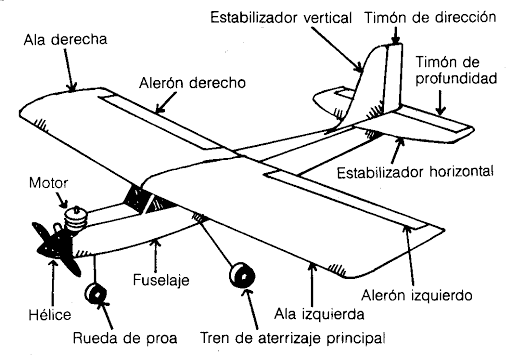 Estabilizador vertical
Timón de dirección
Ala derecha
Timón de
profundidad
Alerón derecho
Estabilizador horizontal
Motor
Fuselaje
Alerón izquierdo
Hélice
Ala izquierda
Rueda de proa
Tren de aterrizaje principal